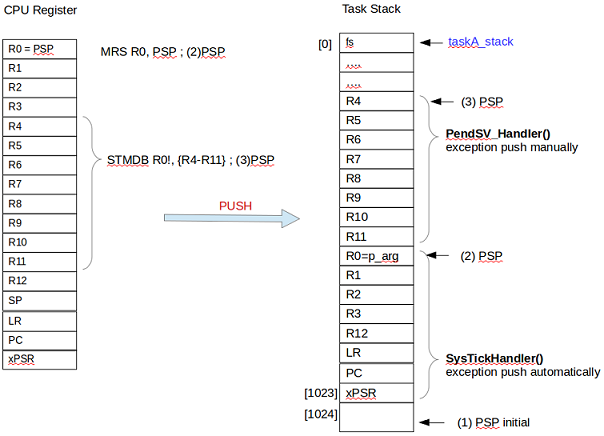 CPU Register
Task Stack
R0 = PSP
R1
R2
R3
R4
R5
R6
R7
R8
R9
R10
R11
R12
SP
LR
PC
xPSR
MRS R0, PSP ; (2)PSP
STMDB R0!, {R4-R11} ; (3)PSP
PUSH
[0]
fs
....
....
R4
R5
R6
R7
R8
R9
R10
R11
R0=p_arg
R1
R2
R3
R12
LR
PC
[1023]
xPSR
[1024]
taskA_stack
(3) PSP
PendSV_Handler()
exception push manually
(2) PSP
SysTickHandler()
exception push automatically
(1) PSP initial